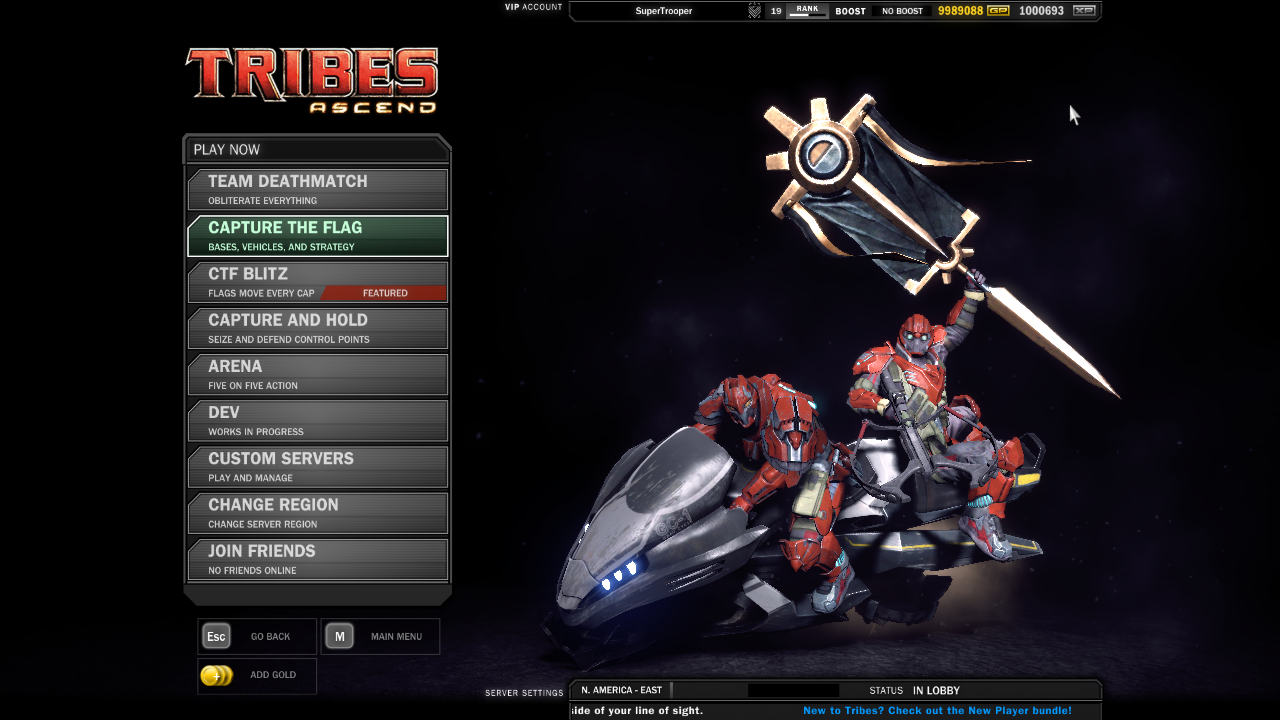 VIP ACCOUNT
SuperTrooper
19
RANK
BOOST
NO BOOST
9989088 GP
1000693 XP
TRIBES
ASCEND
PLAY NOW
TEAM DEATHMATCH
OBLITERATE EVERYTHING
CAPTURE THE FLAG
BASES, VEHICLES, AND STRATEGY
CTF BLITZ
FLAGS MOVE EVERY CAP
FEATURED
CAPTURE AND HOLD
SEIZE AND DEFEND CONTROL POINTS
ARENA
FIVE ON FIVE ACTION
DEV
WORKS IN PROGRESS
CUSTOM SERVERS
PLAY AND MANAGE
CHANGE REGION
CHANGE SERVER REGION
JOIN FRIENDS
NO FRIENDS ONLINE
Esc GO BACK
M MAIN MENU
ADD GOLD
SERVER SETTINGS
N. AMERICA - EAST
STATUS IN LOBBY
ide of your line of sight.
New to Tribes? Check out the New Player bundle!